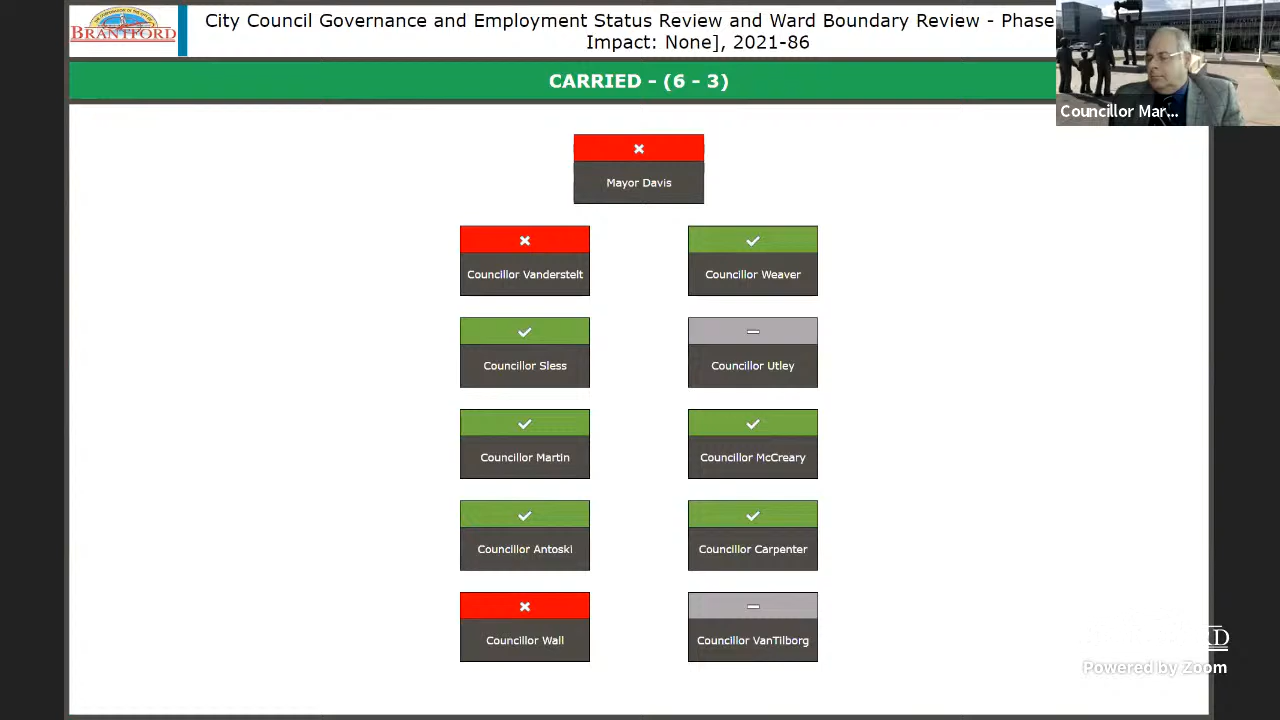 BRANTFORD
City Council Governance and Employment Status Review and Ward Boundary Review - Phase
Impact: None], 2021-86
CARRIED - (6 - 3)
Councillor Mar...
Mayor Davis
Councillor Vanderstelt
Councillor Weaver
Councillor Sless
Councillor Utley
Councillor Martin
Councillor McCreary
Councillor Antoski
Councillor Carpenter
Councillor Wall
Councillor VanTilborg
Powered by Zoom